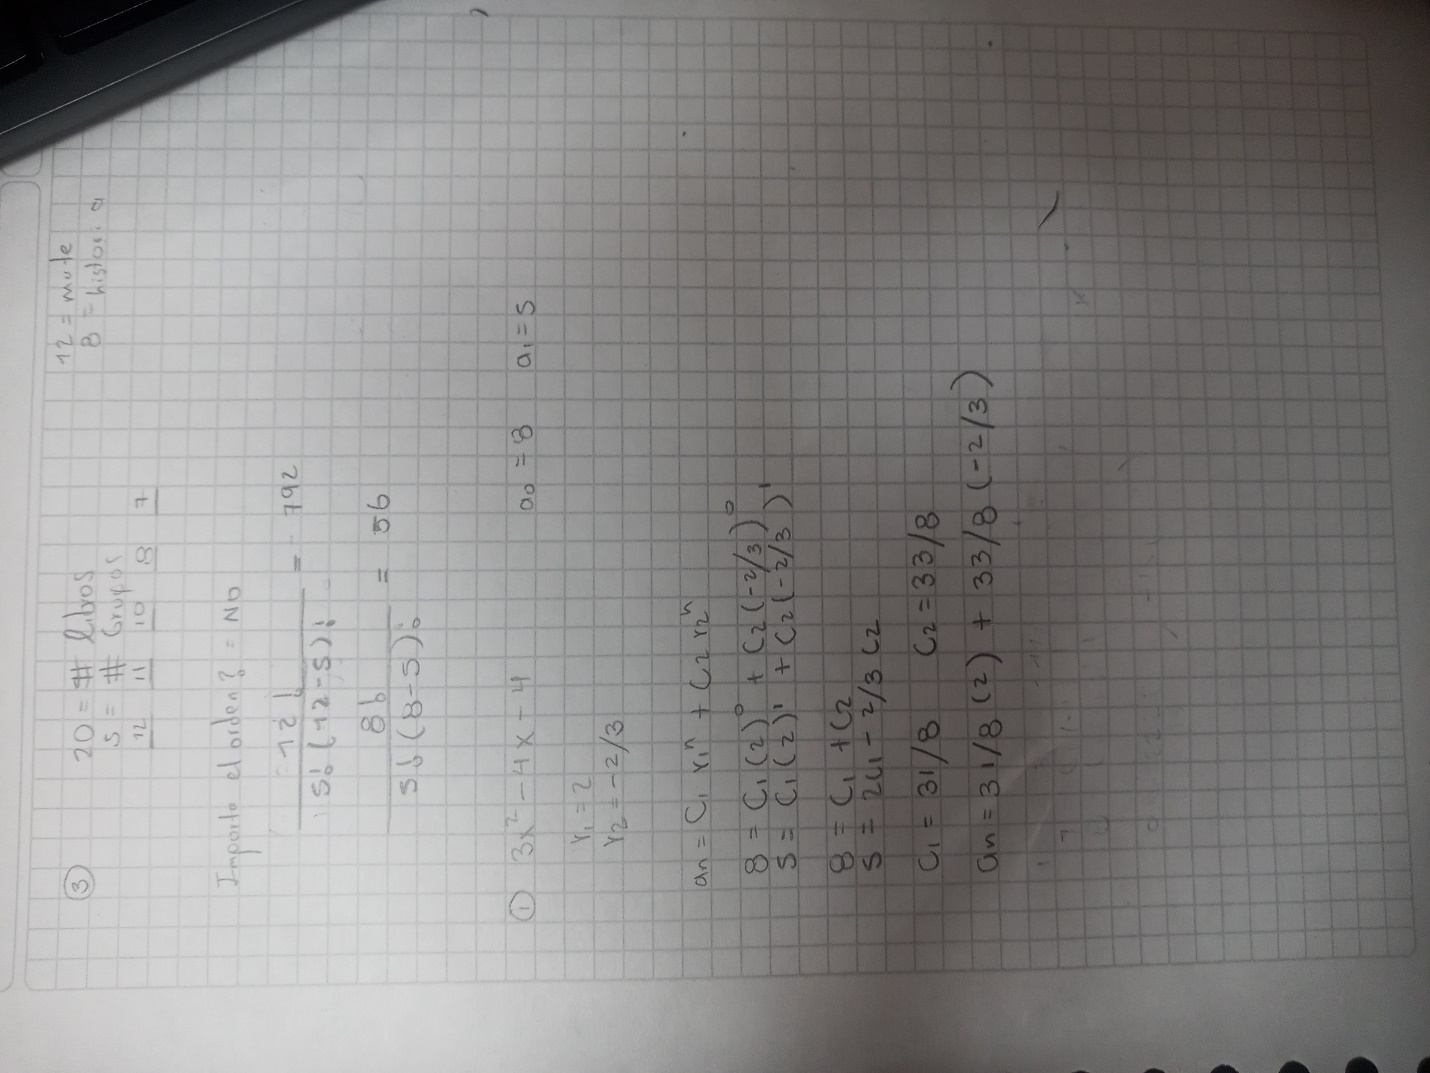 ③ 20 = # libros 12 = mate
5 = # Grupos 8 = historia
12 11 10 8 7
Importa el orden? = NO
12!
5! (12-5)! = 792
8!
5! (8-5)! = 56
① 3x² - 4x - 4 a0 = 8 a1 = 5
r1 = 2
r2 = -2/3
an = C1 r1ⁿ + C2 r2ⁿ
8 = C1 (2)⁰ + C2 (-2/3)⁰
5 = C1 (2)¹ + C2 (-2/3)¹
8 = C1 + C2
5 = 2C1 - 2/3 C2
C1 = 31/8 C2 = 33/8
an = 31/8 (2) + 33/8 (-2/3)